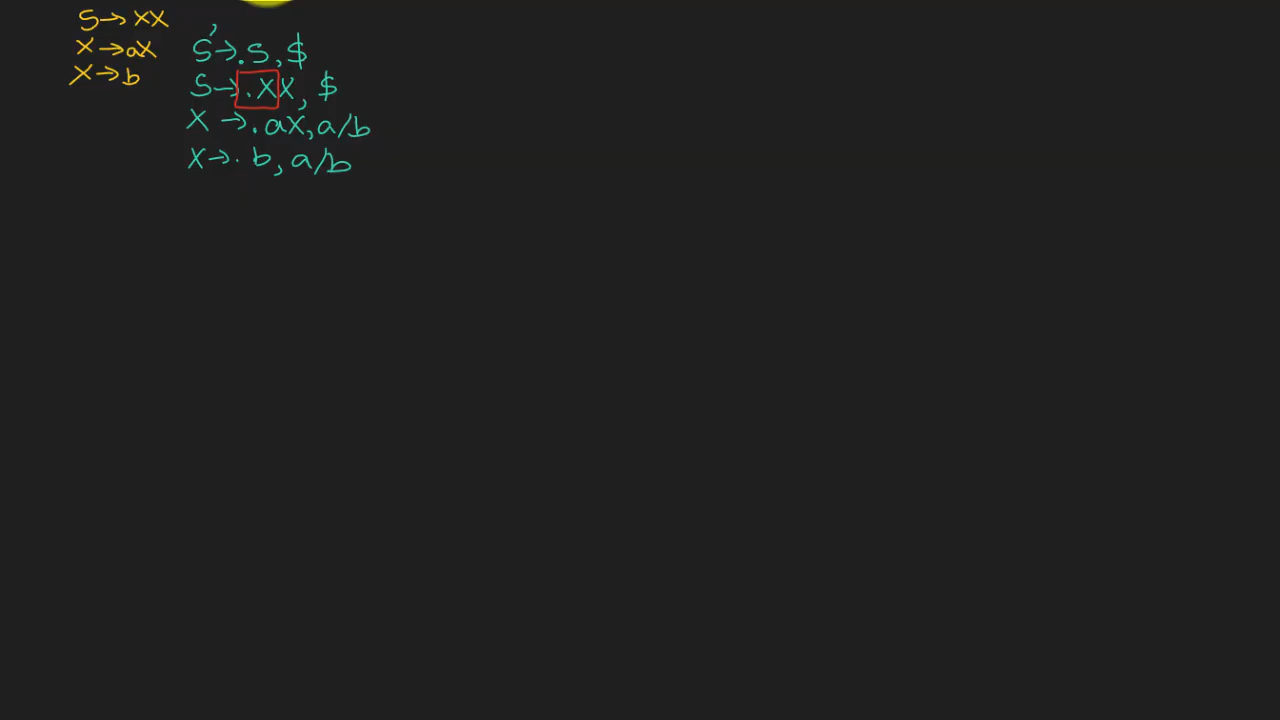 S→XX
X→aX
X→b
S'→.S,$
S→.XX,$
X→.aX,a/b
X→.b,a/b